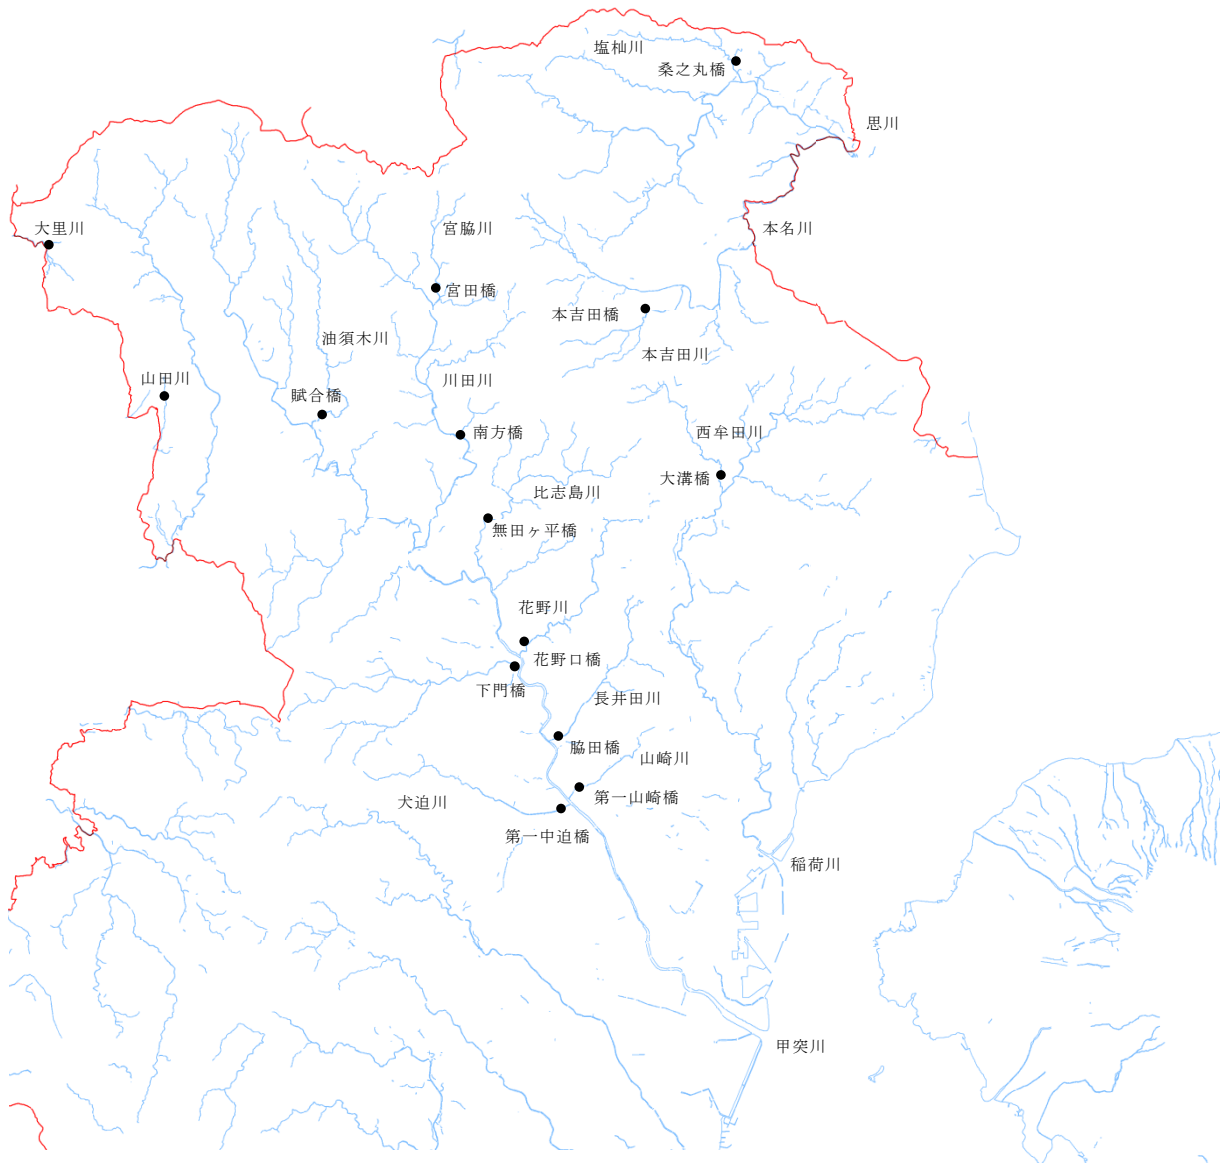 塩杣川
桑之丸橋
思川
大里川
宮脇川
本名川
宮田橋
本吉田橋
油須木川
本吉田川
山田川
川田川
賦合橋
南方橋
西牟田川
大溝橋
比志島川
無田ヶ平橋
花野川
花野口橋
下門橋
長井田川
脇田橋
山崎川
第一山崎橋
犬迫川
第一中迫橋
稲荷川
甲突川